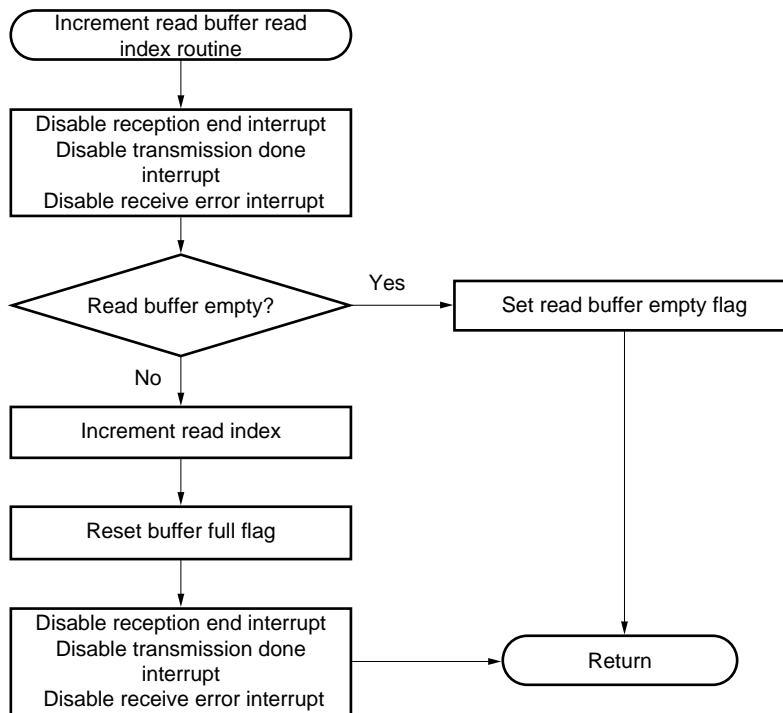 Increment read buffer read
index routine
Disable reception end interrupt
Disable transmission done
interrupt
Disable receive error interrupt
Read buffer empty?
Yes
Set read buffer empty flag
No
Increment read index
Reset buffer full flag
Disable reception end interrupt
Disable transmission done
interrupt
Disable receive error interrupt
Return